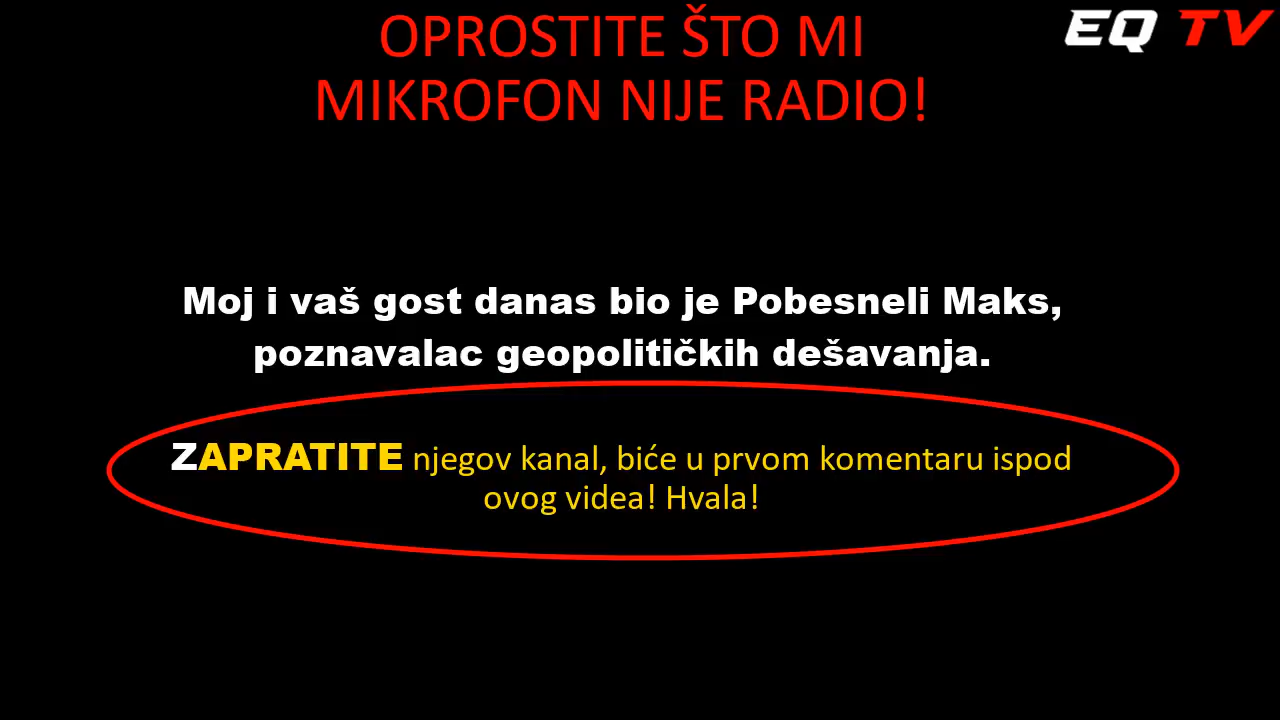 OPROSTITE ŠTO MI
EQ TV
MIKROFON NIJE RADIO!
Moj i vaš gost danas bio je Pobesneli Maks,
poznavalac geopolitičkih dešavanja.
ZAPRATITE njegov kanal, biće u prvom komentaru ispod
ovog videa! Hvala!